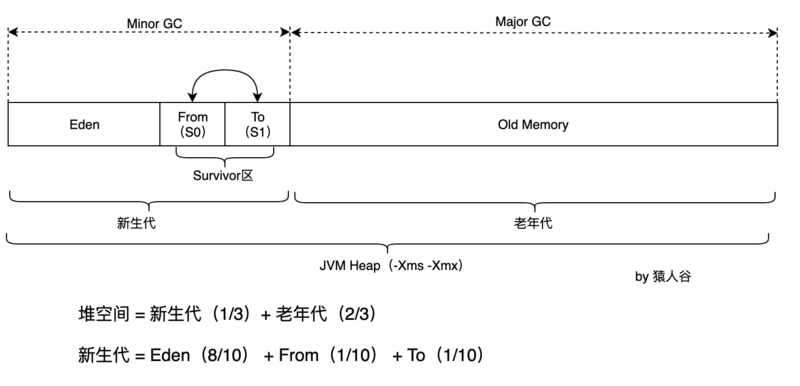 Minor GC
Major GC
Eden
From
（S0）
To
（S1）
Old Memory
Survivor区
新生代
老年代
JVM Heap（-Xms -Xmx）
by 猿人谷
堆空间 = 新生代（1/3）+ 老年代（2/3）
新生代 = Eden（8/10） + From（1/10） + To（1/10）